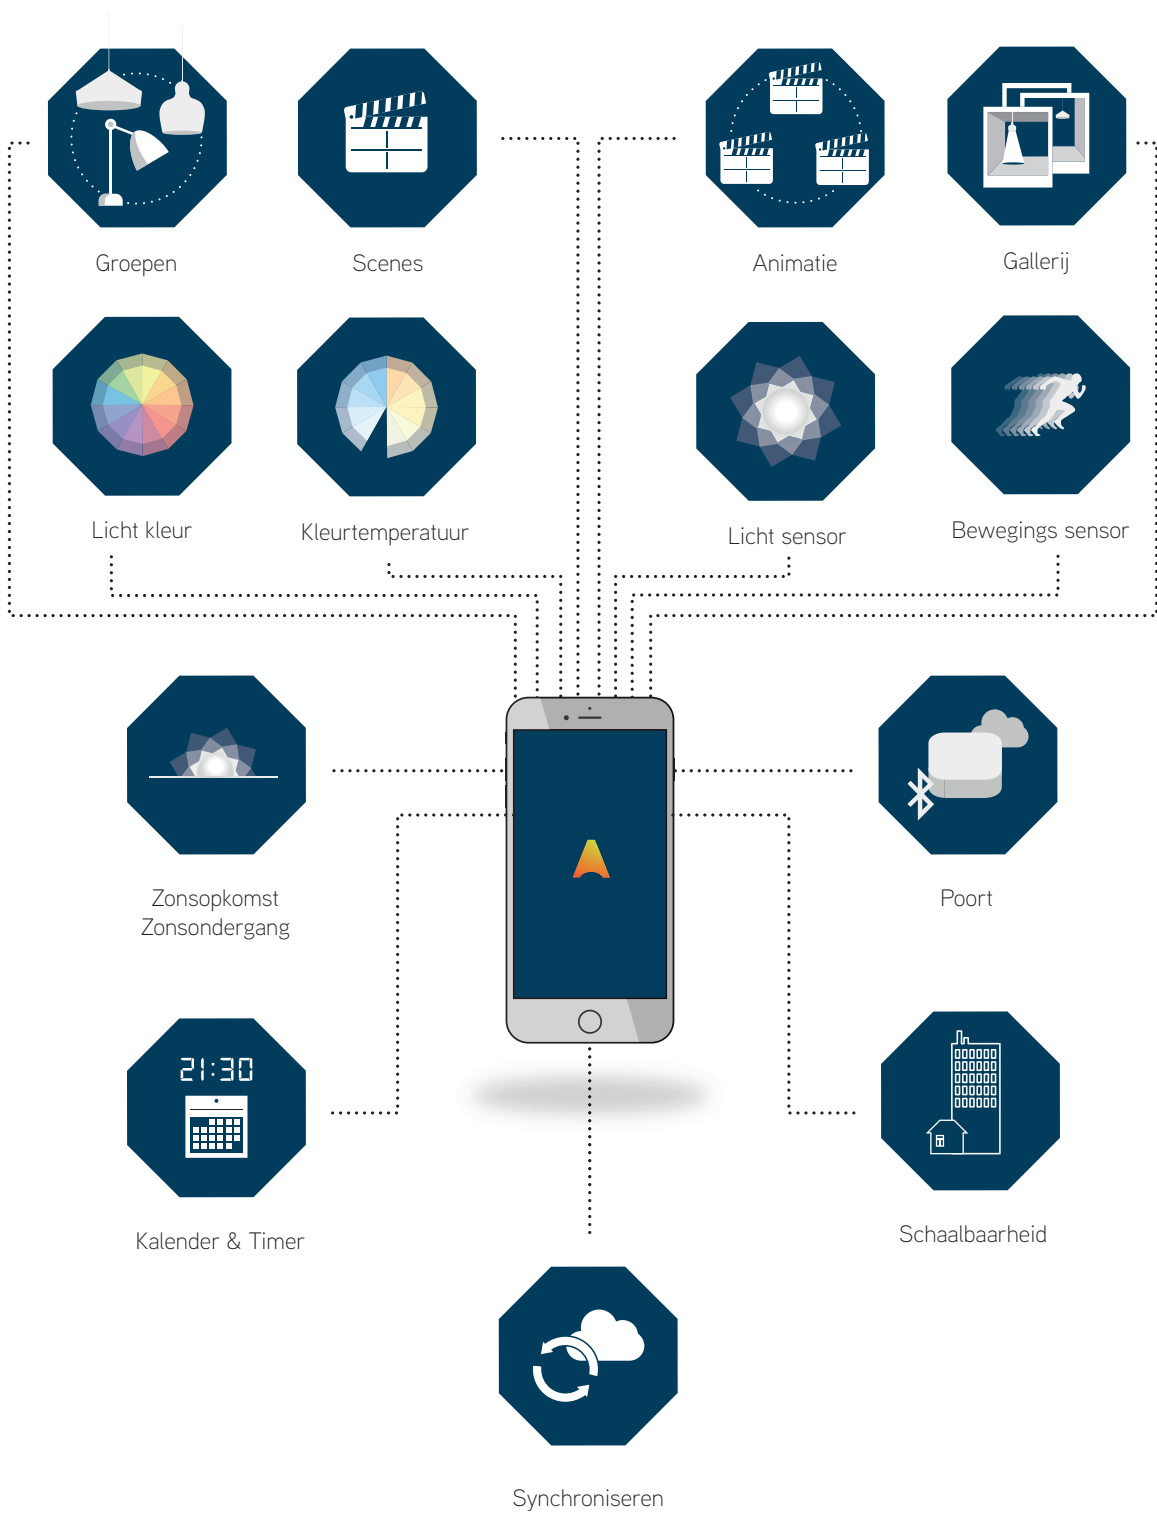 Groepen
Scenes
Animatie
Gallerij
Licht kleur
Kleurtemperatuur
Licht sensor
Bewegings sensor
Zonsopkomst
Zonsondergang
Poort
21:30
Kalender & Timer
Schaalbaarheid
Synchroniseren